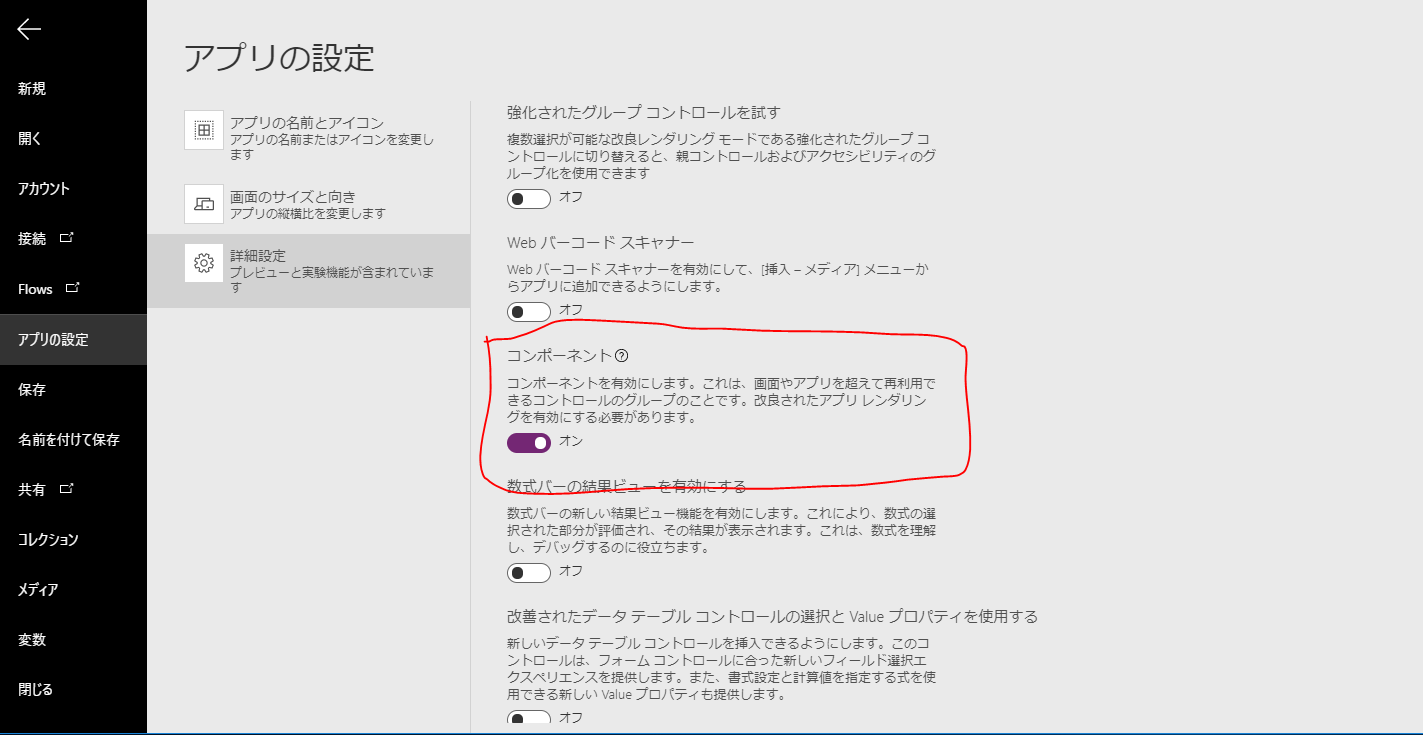 アプリの設定
新規
開く
アカウント
接続
Flows
アプリの設定
保存
名前を付けて保存
共有
コレクション
メディア
変数
閉じる
アプリの名前とアイコン
アプリの名前またはアイコンを変更し
ます
画面のサイズと向き
アプリの縦横比を変更します
詳細設定
プレビューと実験機能が含まれていま
す
強化されたグループ コントロールを試す
複数選択が可能な改良レンダリング モードである強化されたグループ コ
ントロールに切り替えると、親コントロールおよびアクセシビリティのグ
ループ化を使用できます
オフ
Web バーコード スキャナー
Web バーコード スキャナーを有効にして、[挿入 – メディア] メニューか
らアプリに追加できるようにします。
オフ
コンポーネント
コンポーネントを有効にします。これは、画面やアプリを超えて再利用で
きるコントロールのグループのことです。改良されたアプリ レンダリン
グを有効にする必要があります。
オン
数式バーの結果ビューを有効にする
数式バーの新しい結果ビュー機能を有効にします。これにより、数式の選
択された部分が評価され、その結果が表示されます。これは、数式を理解
し、デバッグするのに役立ちます。
オフ
改善されたデータ テーブル コントロールの選択と Value プロパティを使用する
新しいデータ テーブル コントロールを挿入できるようにします。このコ
ントロールは、フォーム コントロールに合った新しいフィールド選択エ
クスペリエンスを提供します。また、書式設定と計算値を指定する式を使
用できる新しい Value プロパティも提供します。
オフ